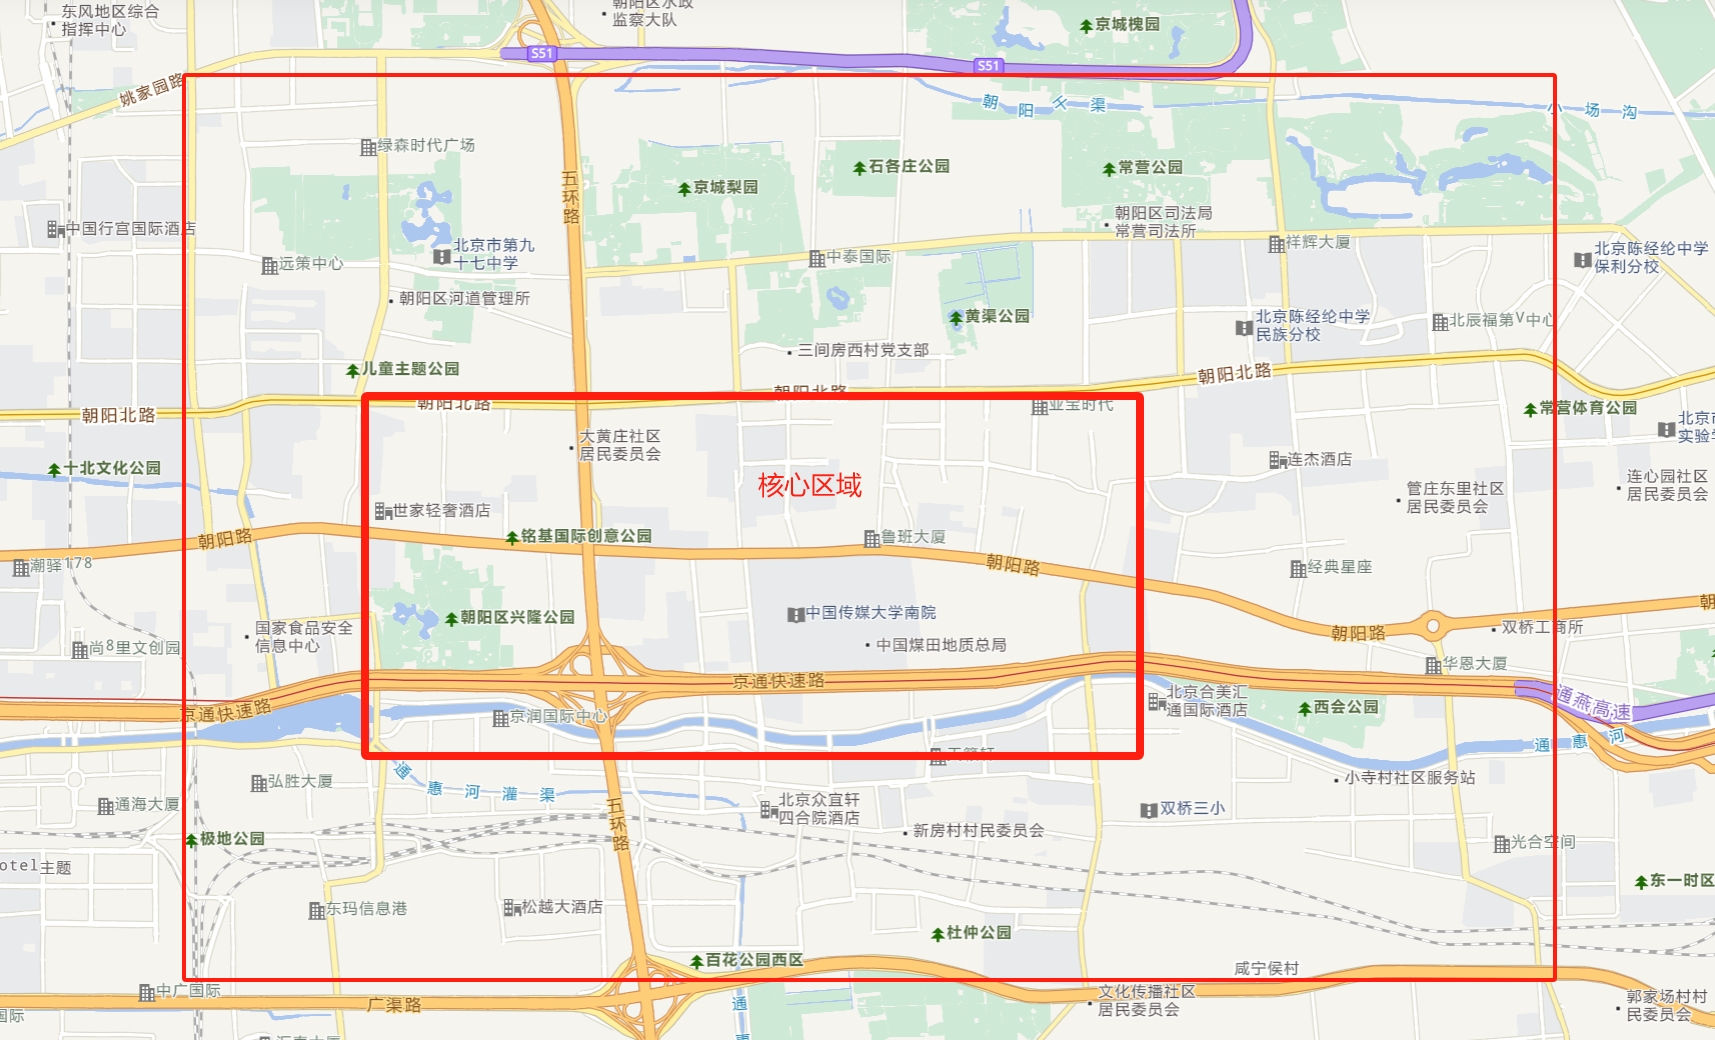 东风地区综合
指挥中心
朝阳区水政
监察大队
京城槐园
S51
S51
姚家园路
朝阳干渠
小场沟
绿森时代广场
五环路
京城梨园
石各庄公园
常营公园
中国行宫国际酒店
朝阳区司法局
常营司法所
北京市第九
十七中学
远策中心
中泰国际
祥辉大厦
北京陈经纶中学
保利分校
朝阳区河道管理所
黄渠公园
北京陈经纶中学
民族分校
北辰福第V中心
三间房西村党支部
儿童主题公园
朝阳北路
朝阳北路
朝阳北路
朝阳北路
亚宝时代
常营体育公园
北京市
实验学
大黄庄社区
居民委员会
十北文化公园
核心区域
连杰酒店
管庄东里社区
居民委员会
连心园社区
居民委员会
世家轻奢酒店
朝阳路
铭基国际创意公园
鲁班大厦
朝阳路
潮驿178
经典星座
朝
朝阳区兴隆公园
中国传媒大学南院
国家食品安全
信息中心
尚8里文创园
中国煤田地质总局
朝阳路
双桥工商所
华恩大厦
京通快速路
京通快速路
北京合美汇
通国际酒店
西会公园
通燕高速
京润国际中心
通惠河
通惠河灌渠
弘胜大厦
小寺村社区服务站
通海大厦
五环路
北京众宜轩
四合院酒店
双桥三小
新房村村民委员会
极地公园
光合空间
otel主题
东一时区
东玛信息港
松越大酒店
杜仲公园
百花公园西区
咸宁侯村
中广国际
广渠路
文化传播社区
居民委员会
郭家场村村
民委员会
国际
通惠